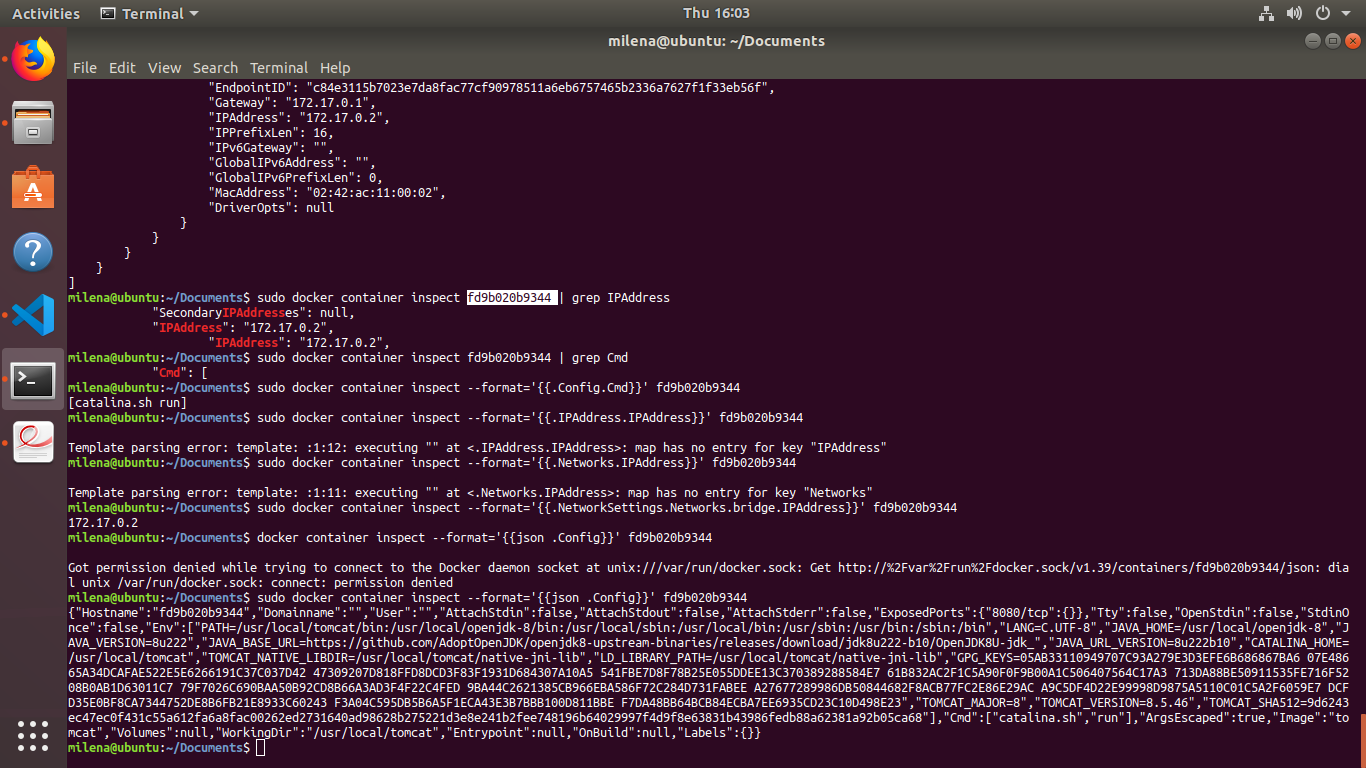 Activities
Terminal
Thu 16:03
milena@ubuntu: ~/Documents
File Edit View Search Terminal Help
"EndpointID": "c84e3115b7023e7da8fac77cf90978511a6eb6757465b2336a7627f1f33eb56f",
"Gateway": "172.17.0.1",
"IPAddress": "172.17.0.2",
"IPPrefixLen": 16,
"IPv6Gateway": "",
"GlobalIPv6Address": "",
"GlobalIPv6PrefixLen": 0,
"MacAddress": "02:42:ac:11:00:02",
"DriverOpts": null
}
}
}
}
]
milena@ubuntu:~/Documents$ sudo docker container inspect fd9b020b9344 | grep IPAddress
"SecondaryIPAddresses": null,
"IPAddress": "172.17.0.2",
"IPAddress": "172.17.0.2",
milena@ubuntu:~/Documents$ sudo docker container inspect fd9b020b9344 | grep Cmd
"Cmd": [
milena@ubuntu:~/Documents$ sudo docker container inspect --format='{{.Config.Cmd}}' fd9b020b9344
[catalina.sh run]
milena@ubuntu:~/Documents$ sudo docker container inspect --format='{{.IPAddress.IPAddress}}' fd9b020b9344
Template parsing error: template: :1:12: executing "" at <.IPAddress.IPAddress>: map has no entry for key "IPAddress"
milena@ubuntu:~/Documents$ sudo docker container inspect --format='{{.Networks.IPAddress}}' fd9b020b9344
Template parsing error: template: :1:11: executing "" at <.Networks.IPAddress>: map has no entry for key "Networks"
milena@ubuntu:~/Documents$ sudo docker container inspect --format='{{.NetworkSettings.Networks.bridge.IPAddress}}' fd9b020b9344
172.17.0.2
milena@ubuntu:~/Documents$ docker container inspect --format='{{json .Config}}' fd9b020b9344
Got permission denied while trying to connect to the Docker daemon socket at unix:///var/run/docker.sock: Get http://%2Fvar%2Frun%2Fdocker.sock/v1.39/containers/fd9b020b9344/json: dia
l unix /var/run/docker.sock: connect: permission denied
milena@ubuntu:~/Documents$ sudo docker container inspect --format='{{json .Config}}' fd9b020b9344
{"Hostname":"fd9b020b9344","Domainname":"","User":"","AttachStdin":false,"AttachStdout":false,"AttachStderr":false,"ExposedPorts":{"8080/tcp":{}},"Tty":false,"OpenStdin":false,"StdinO
nce":false,"Env":["PATH=/usr/local/tomcat/bin:/usr/local/openjdk-8/bin:/usr/local/sbin:/usr/local/bin:/usr/sbin:/usr/bin:/sbin:/bin","LANG=C.UTF-8","JAVA_HOME=/usr/local/openjdk-8","J
AVA_VERSION=8u222","JAVA_BASE_URL=https://github.com/AdoptOpenJDK/openjdk8-upstream-binaries/releases/download/jdk8u222-b10/OpenJDK8U-jdk_","JAVA_URL_VERSION=8u222b10","CATALINA_HOME=
/usr/local/tomcat","TOMCAT_NATIVE_LIBDIR=/usr/local/tomcat/native-jni-lib","LD_LIBRARY_PATH=/usr/local/tomcat/native-jni-lib","GPG_KEYS=05AB33110949707C93A279E3D3EFE6B686867BA6 07E486
65A34DCAFAE522E5E6266191C37C037D42 47309207D818FFD8DCD3F83F1931D684307A10A5 541FBE7D8F78B25E055DDEE13C370389288584E7 61B832AC2F1C5A90F0F9B00A1C506407564C17A3 713DA88BE50911535FE716F52
08B0AB1D63011C7 79F7026C690BAA50B92CD8B66A3AD3F4F22C4FED 9BA44C2621385CB966EBA586F72C284D731FABEE A27677289986DB50844682F8ACB77FC2E86E29AC A9C5DF4D22E99998D9875A5110C01C5A2F6059E7 DCF
D35E0BF8CA7344752DE8B6FB21E8933C60243 F3A04C595DB5B6A5F1ECA43E3B7BBB100D811BBE F7DA48BB64BCB84ECBA7EE6935CD23C10D498E23","TOMCAT_MAJOR=8","TOMCAT_VERSION=8.5.46","TOMCAT_SHA512=9d6243
ec47ec0f431c55a612fa6a8fac00262ed2731640ad98628b275221d3e8e241b2fee748196b64029997f4d9f8e63831b43986fedb88a62381a92b05ca68"],"Cmd":["catalina.sh","run"],"ArgsEscaped":true,"Image":"to
mcat","Volumes":null,"WorkingDir":"/usr/local/tomcat","Entrypoint":null,"OnBuild":null,"Labels":{}}
milena@ubuntu:~/Documents$